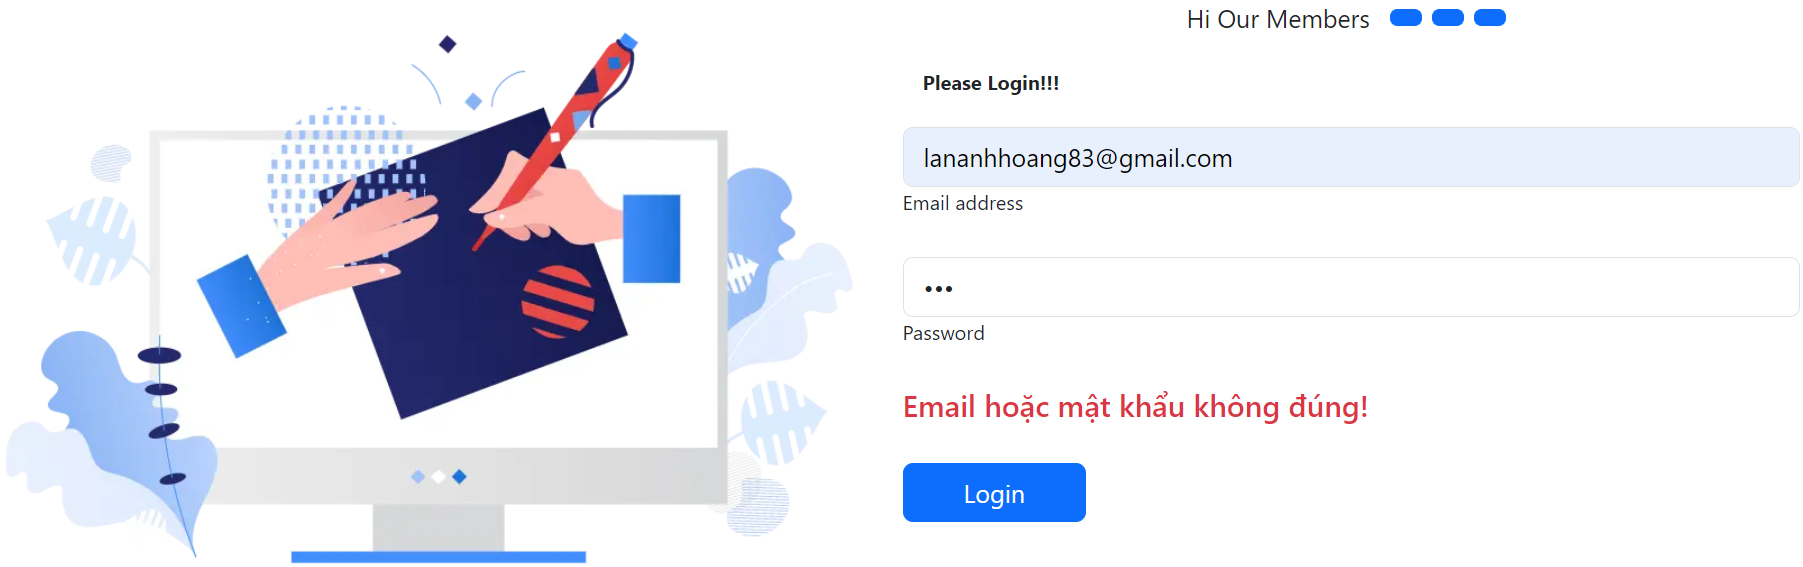 Hi Our Members
Please Login!!!
lananhhoang83@gmail.com
Email address
•••
Password
Email hoặc mật khẩu không đúng!
Login